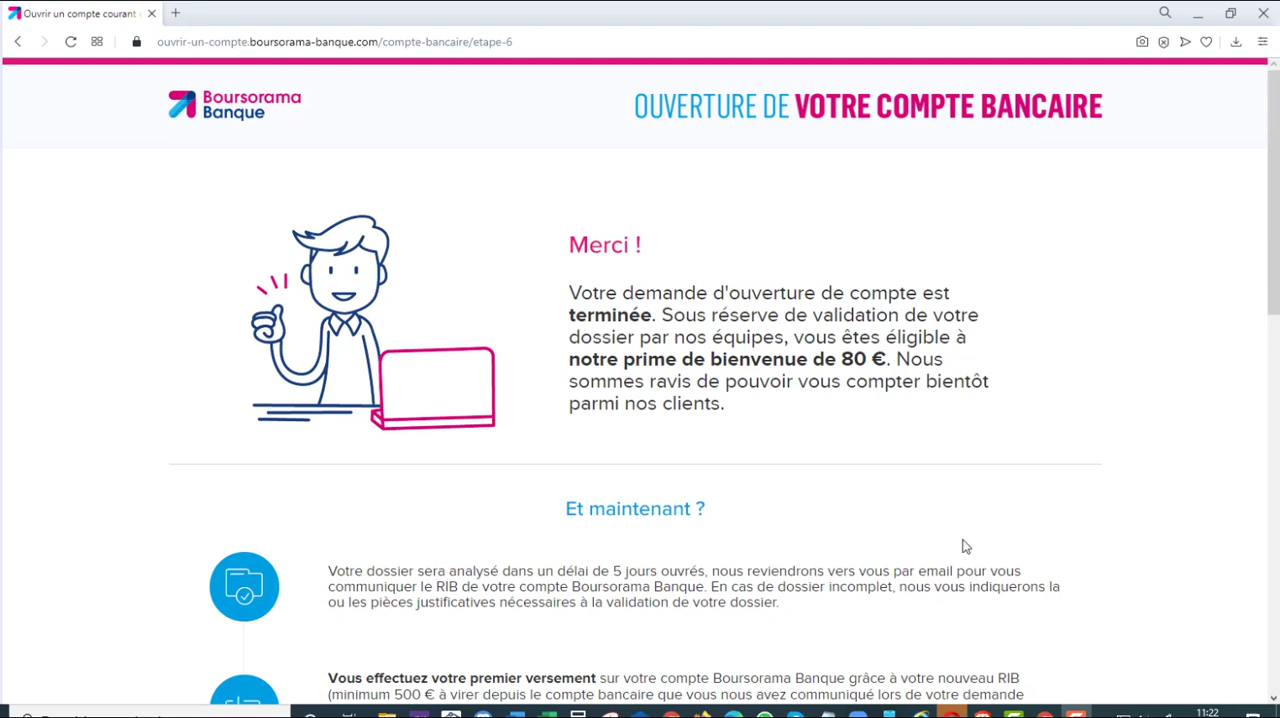 Ouvrir un compte courant
ouvrir-un-compte.boursorama-banque.com/compte-bancaire/etape-6
Boursorama
Banque
OUVERTURE DE VOTRE COMPTE BANCAIRE
Merci !
Votre demande d'ouverture de compte est
terminée. Sous réserve de validation de votre
dossier par nos équipes, vous êtes éligible à
notre prime de bienvenue de 80 €. Nous
sommes ravis de pouvoir vous compter bientôt
parmi nos clients.
Et maintenant ?
Votre dossier sera analysé dans un délai de 5 jours ouvrés, nous reviendrons vers vous par email pour vous
communiquer le RIB de votre compte Boursorama Banque. En cas de dossier incomplet, nous vous indiquerons la
ou les pièces justificatives nécessaires à la validation de votre dossier.
Vous effectuez votre premier versement sur votre compte Boursorama Banque grâce à votre nouveau RIB
(minimum 500 € à virer depuis le compte bancaire que vous nous avez communiqué lors de votre demande
11:22